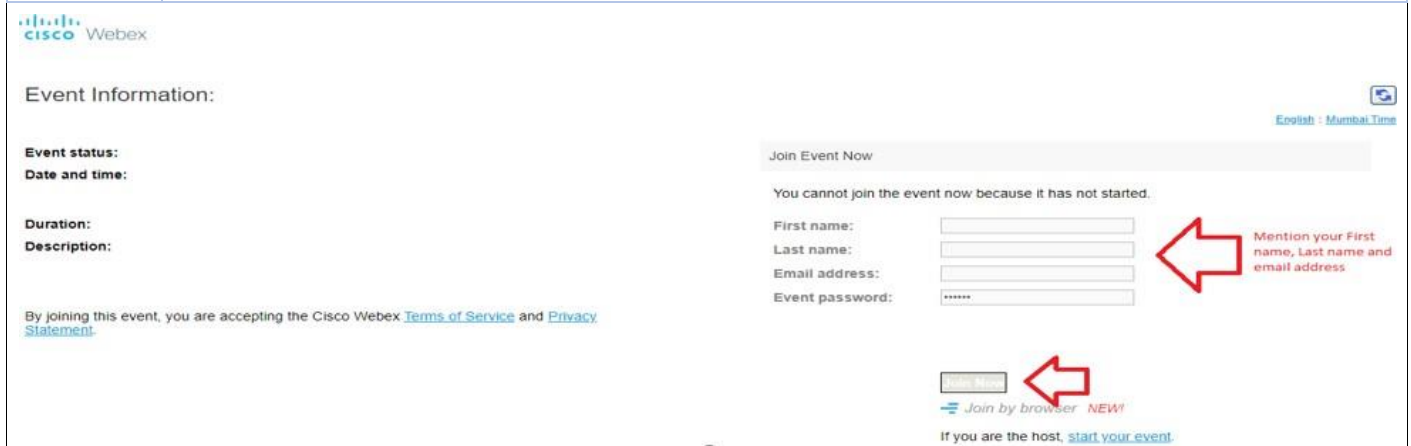 cisco Webex
Event Information:
English : Mumbai Time
Event status:
Date and time:
Duration:
Description:
By joining this event, you are accepting the Cisco Webex Terms of Service and Privacy
Statement.
Join Event Now
You cannot join the event now because it has not started.
First name:
Last name:
Email address:
Event password:
••••••
Mention your First
name, Last name and
email address
Join Now
Join by browser NEW!
If you are the host, start your event.